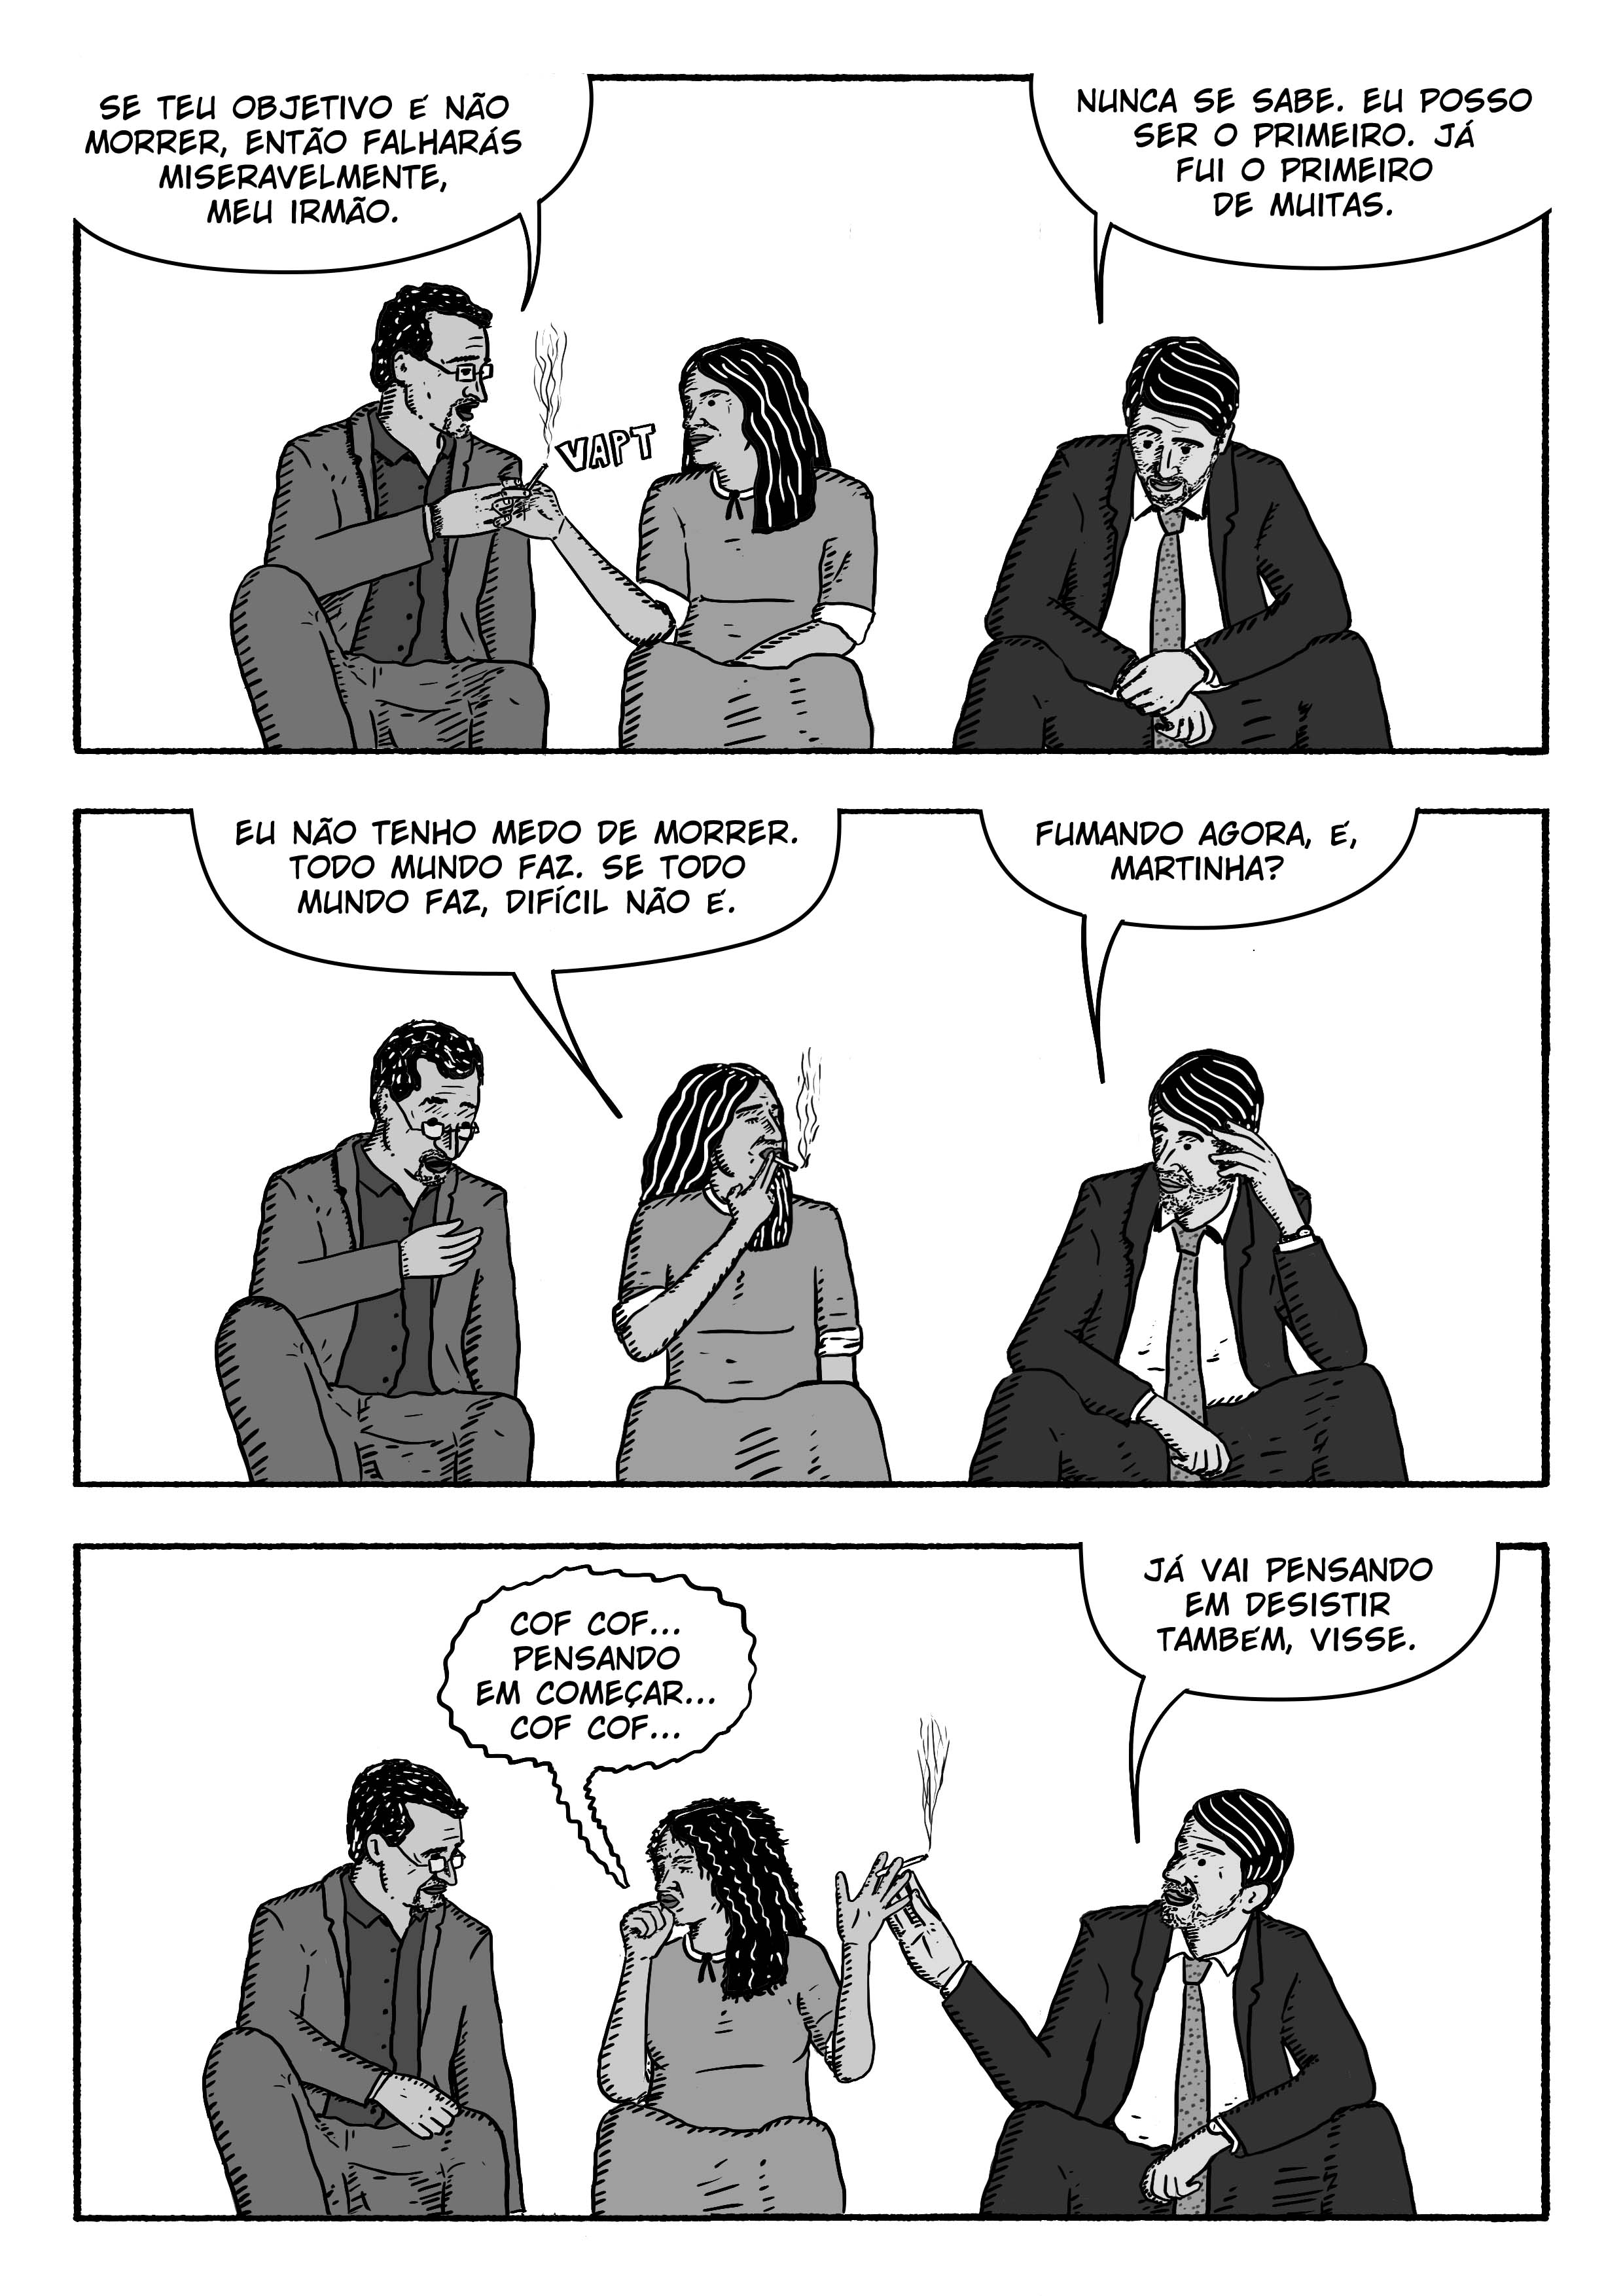 SE TEU OBJETIVO É NÃO
MORRER, ENTÃO FALHARÁS
MISERAVELMENTE,
MEU IRMÃO.
NUNCA SE SABE. EU POSSO
SER O PRIMEIRO. JÁ
FUI O PRIMEIRO
DE MUITAS.
VAPT
EU NÃO TENHO MEDO DE MORRER.
TODO MUNDO FAZ. SE TODO
MUNDO FAZ, DIFÍCIL NÃO É.
FUMANDO AGORA, É,
MARTINHA?
COF COF...
PENSANDO
EM COMEÇAR...
COF COF...
JÁ VAI PENSANDO
EM DESISTIR
TAMBÉM, VISSE.